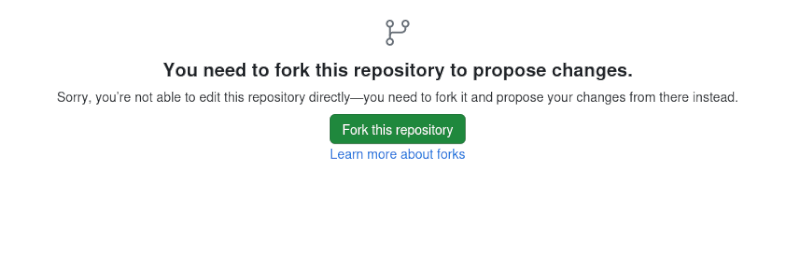 You need to fork this repository to propose changes.
Sorry, you're not able to edit this repository directly—you need to fork it and propose your changes from there instead.
Fork this repository
Learn more about forks